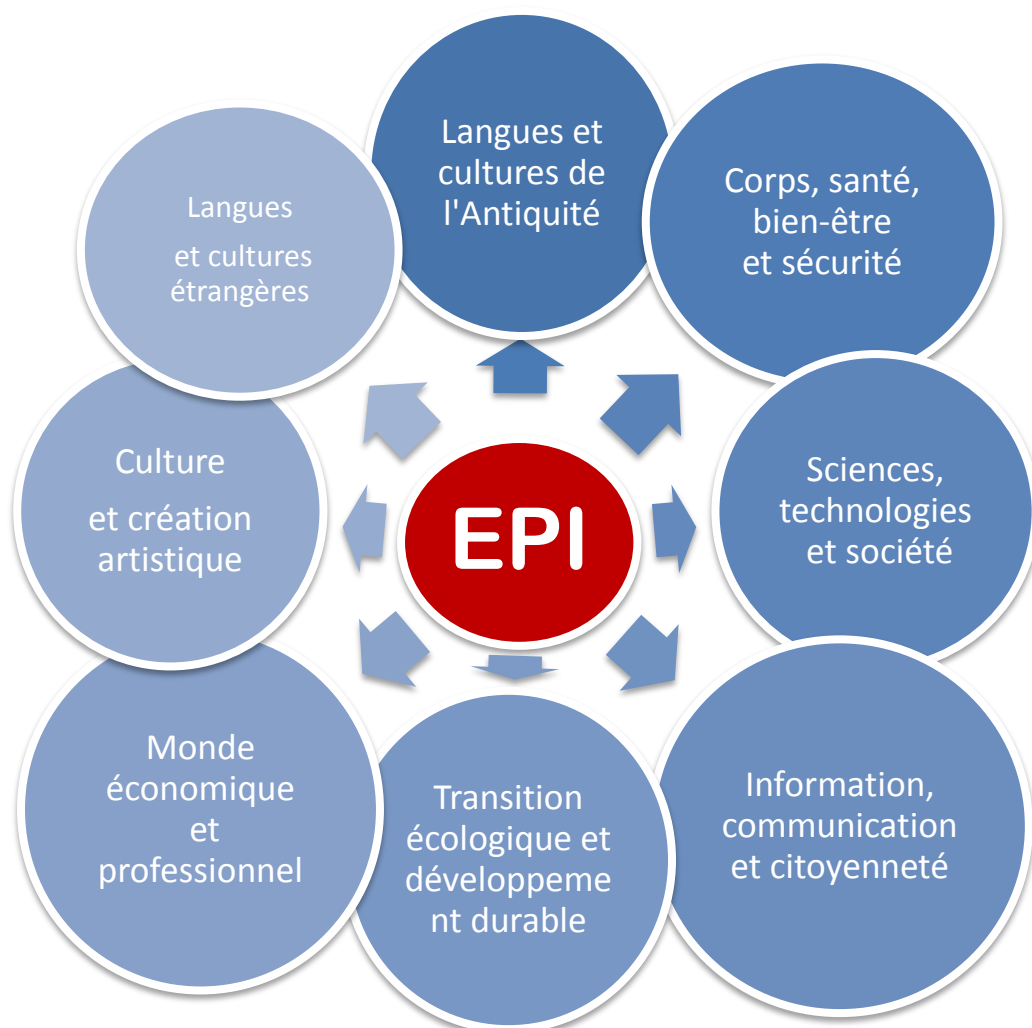 Langues et
cultures de
l'Antiquité
Corps, santé,
bien-être
et sécurité
Sciences,
technologies
et société
Information,
communication
et citoyenneté
Transition
écologique et
développeme
nt durable
Monde
économique
et
professionnel
Culture
et création
artistique
Langues
et cultures
étrangères
EPI